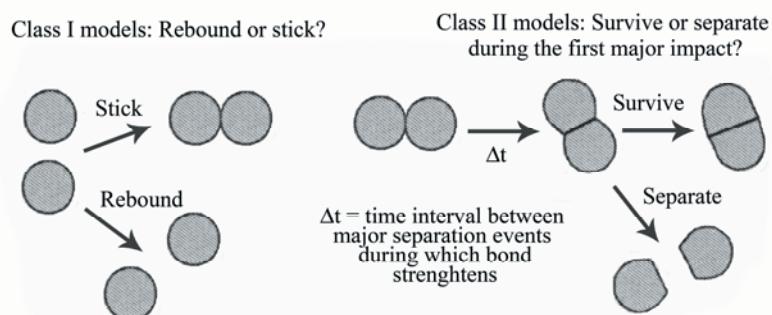 Class I models: Rebound or stick?
Class II models: Survive or separate
during the first major impact?
Stick
Rebound
Δt
Survive
Separate
Δt = time interval between
major separation events
during which bond
strenghtens